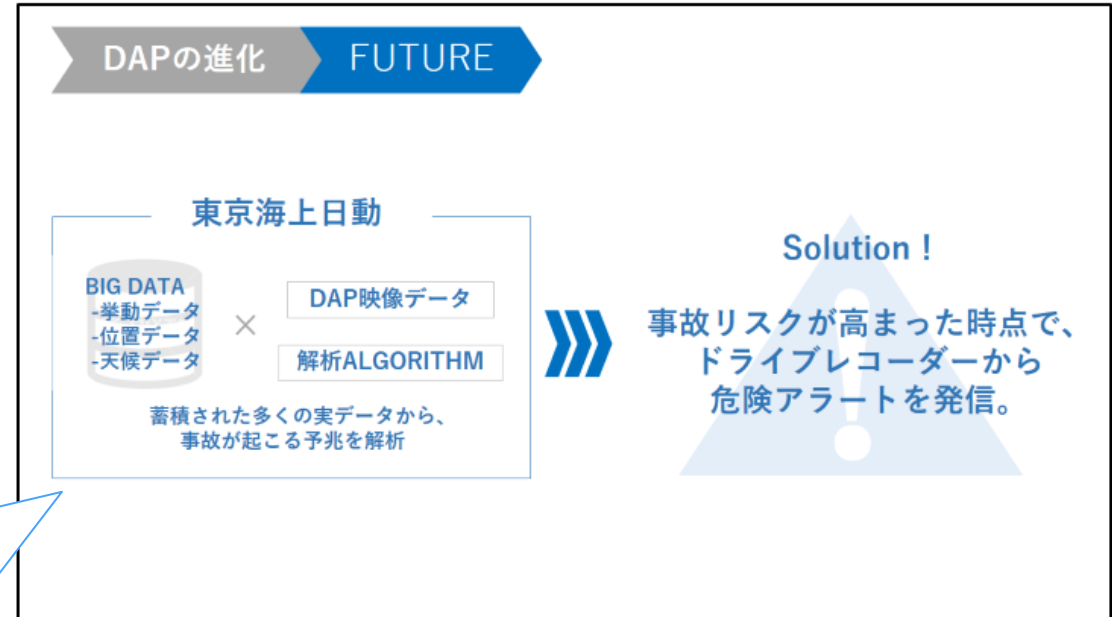 DAPの進化
FUTURE
東京海上日動
BIG DATA
-挙動データ
-位置データ
-天候データ
×
DAP映像データ
解析ALGORITHM
蓄積された多くの実データから、
事故が起こる予兆を解析
Solution！
事故リスクが高まった時点で、
ドライブレコーダーから
危険アラートを発信。